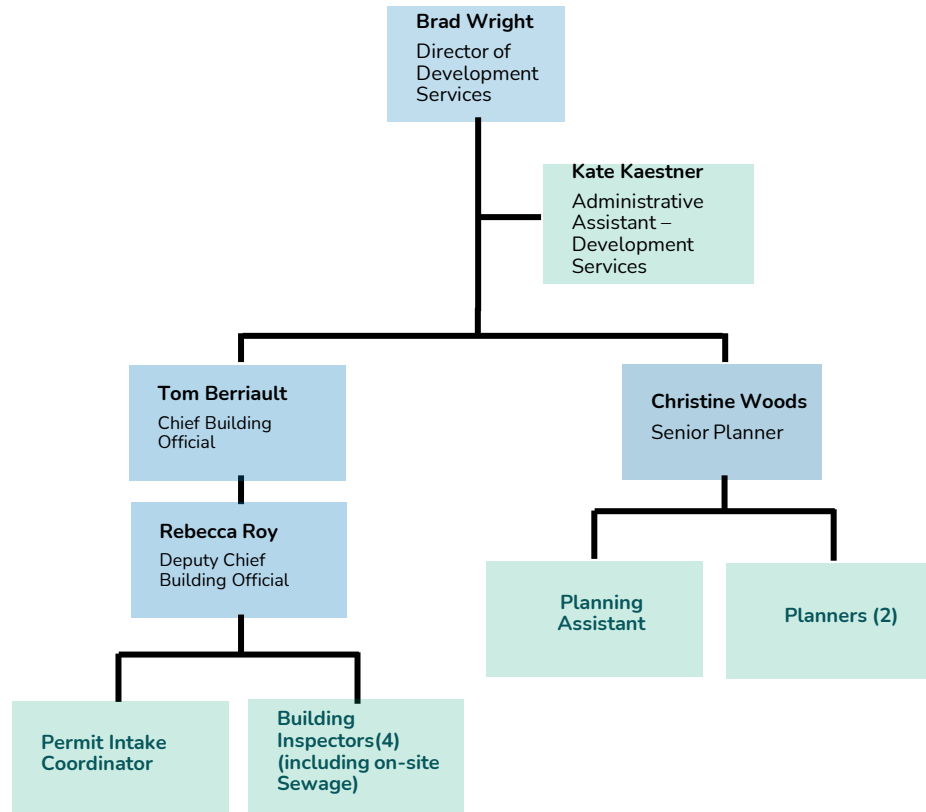 Brad Wright
Director of
Development
Services
Kate Kaestner
Administrative
Assistant –
Development
Services
Tom Berriault
Chief Building
Official
Christine Woods
Senior Planner
Rebecca Roy
Deputy Chief
Building Official
Planning
Assistant
Planners (2)
Permit Intake
Coordinator
Building
Inspectors(4)
(including on-site
Sewage)